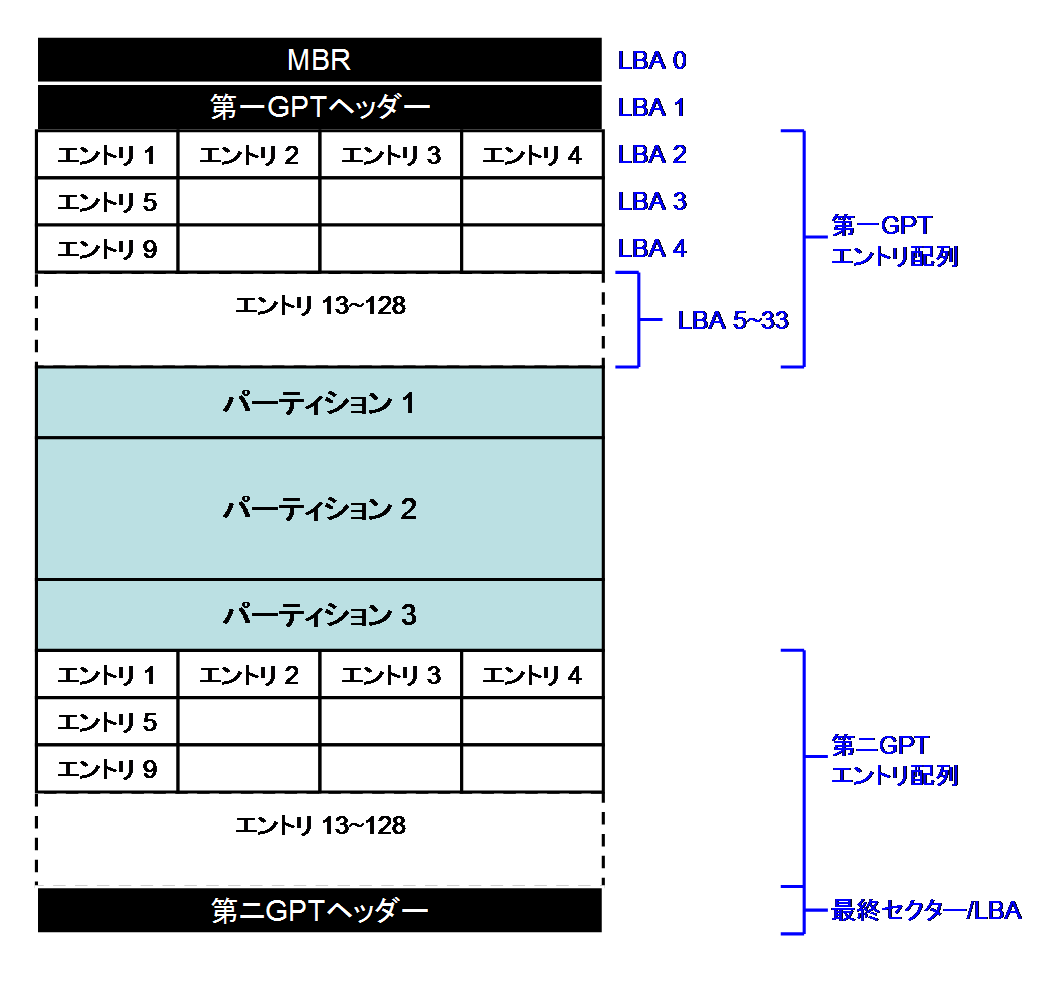 MBR
LBA 0
第一GPTヘッダー
LBA 1
エントリ 1 エントリ 2 エントリ 3 エントリ 4
LBA 2
エントリ 5
LBA 3
エントリ 9
LBA 4
第一GPT
エントリ配列
エントリ 13~128
LBA 5~33
パーティション 1
パーティション 2
パーティション 3
エントリ 1 エントリ 2 エントリ 3 エントリ 4
エントリ 5
エントリ 9
第二GPT
エントリ配列
エントリ 13~128
第二GPTヘッダー
最終セクター/LBA